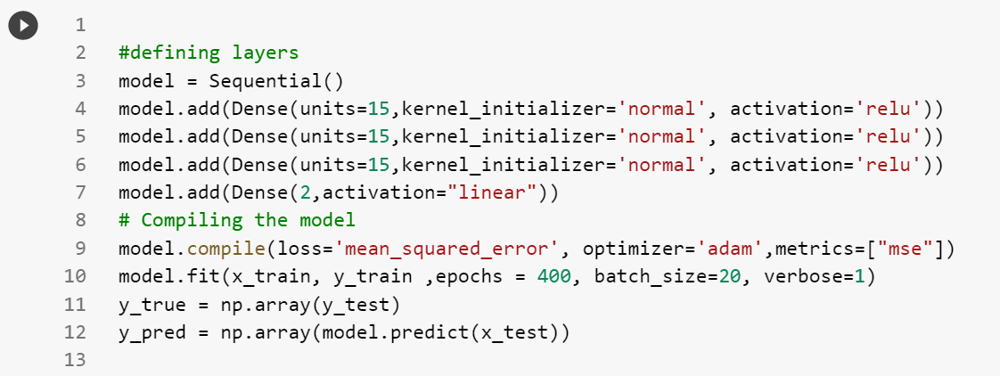 1
2 #defining layers
3 model = Sequential()
4 model.add(Dense(units=15,kernel_initializer='normal', activation='relu'))
5 model.add(Dense(units=15,kernel_initializer='normal', activation='relu'))
6 model.add(Dense(units=15,kernel_initializer='normal', activation='relu'))
7 model.add(Dense(2,activation="linear"))
8 # Compiling the model
9 model.compile(loss='mean_squared_error', optimizer='adam',metrics=["mse"])
10 model.fit(x_train, y_train ,epochs = 400, batch_size=20, verbose=1)
11 y_true = np.array(y_test)
12 y_pred = np.array(model.predict(x_test))
13